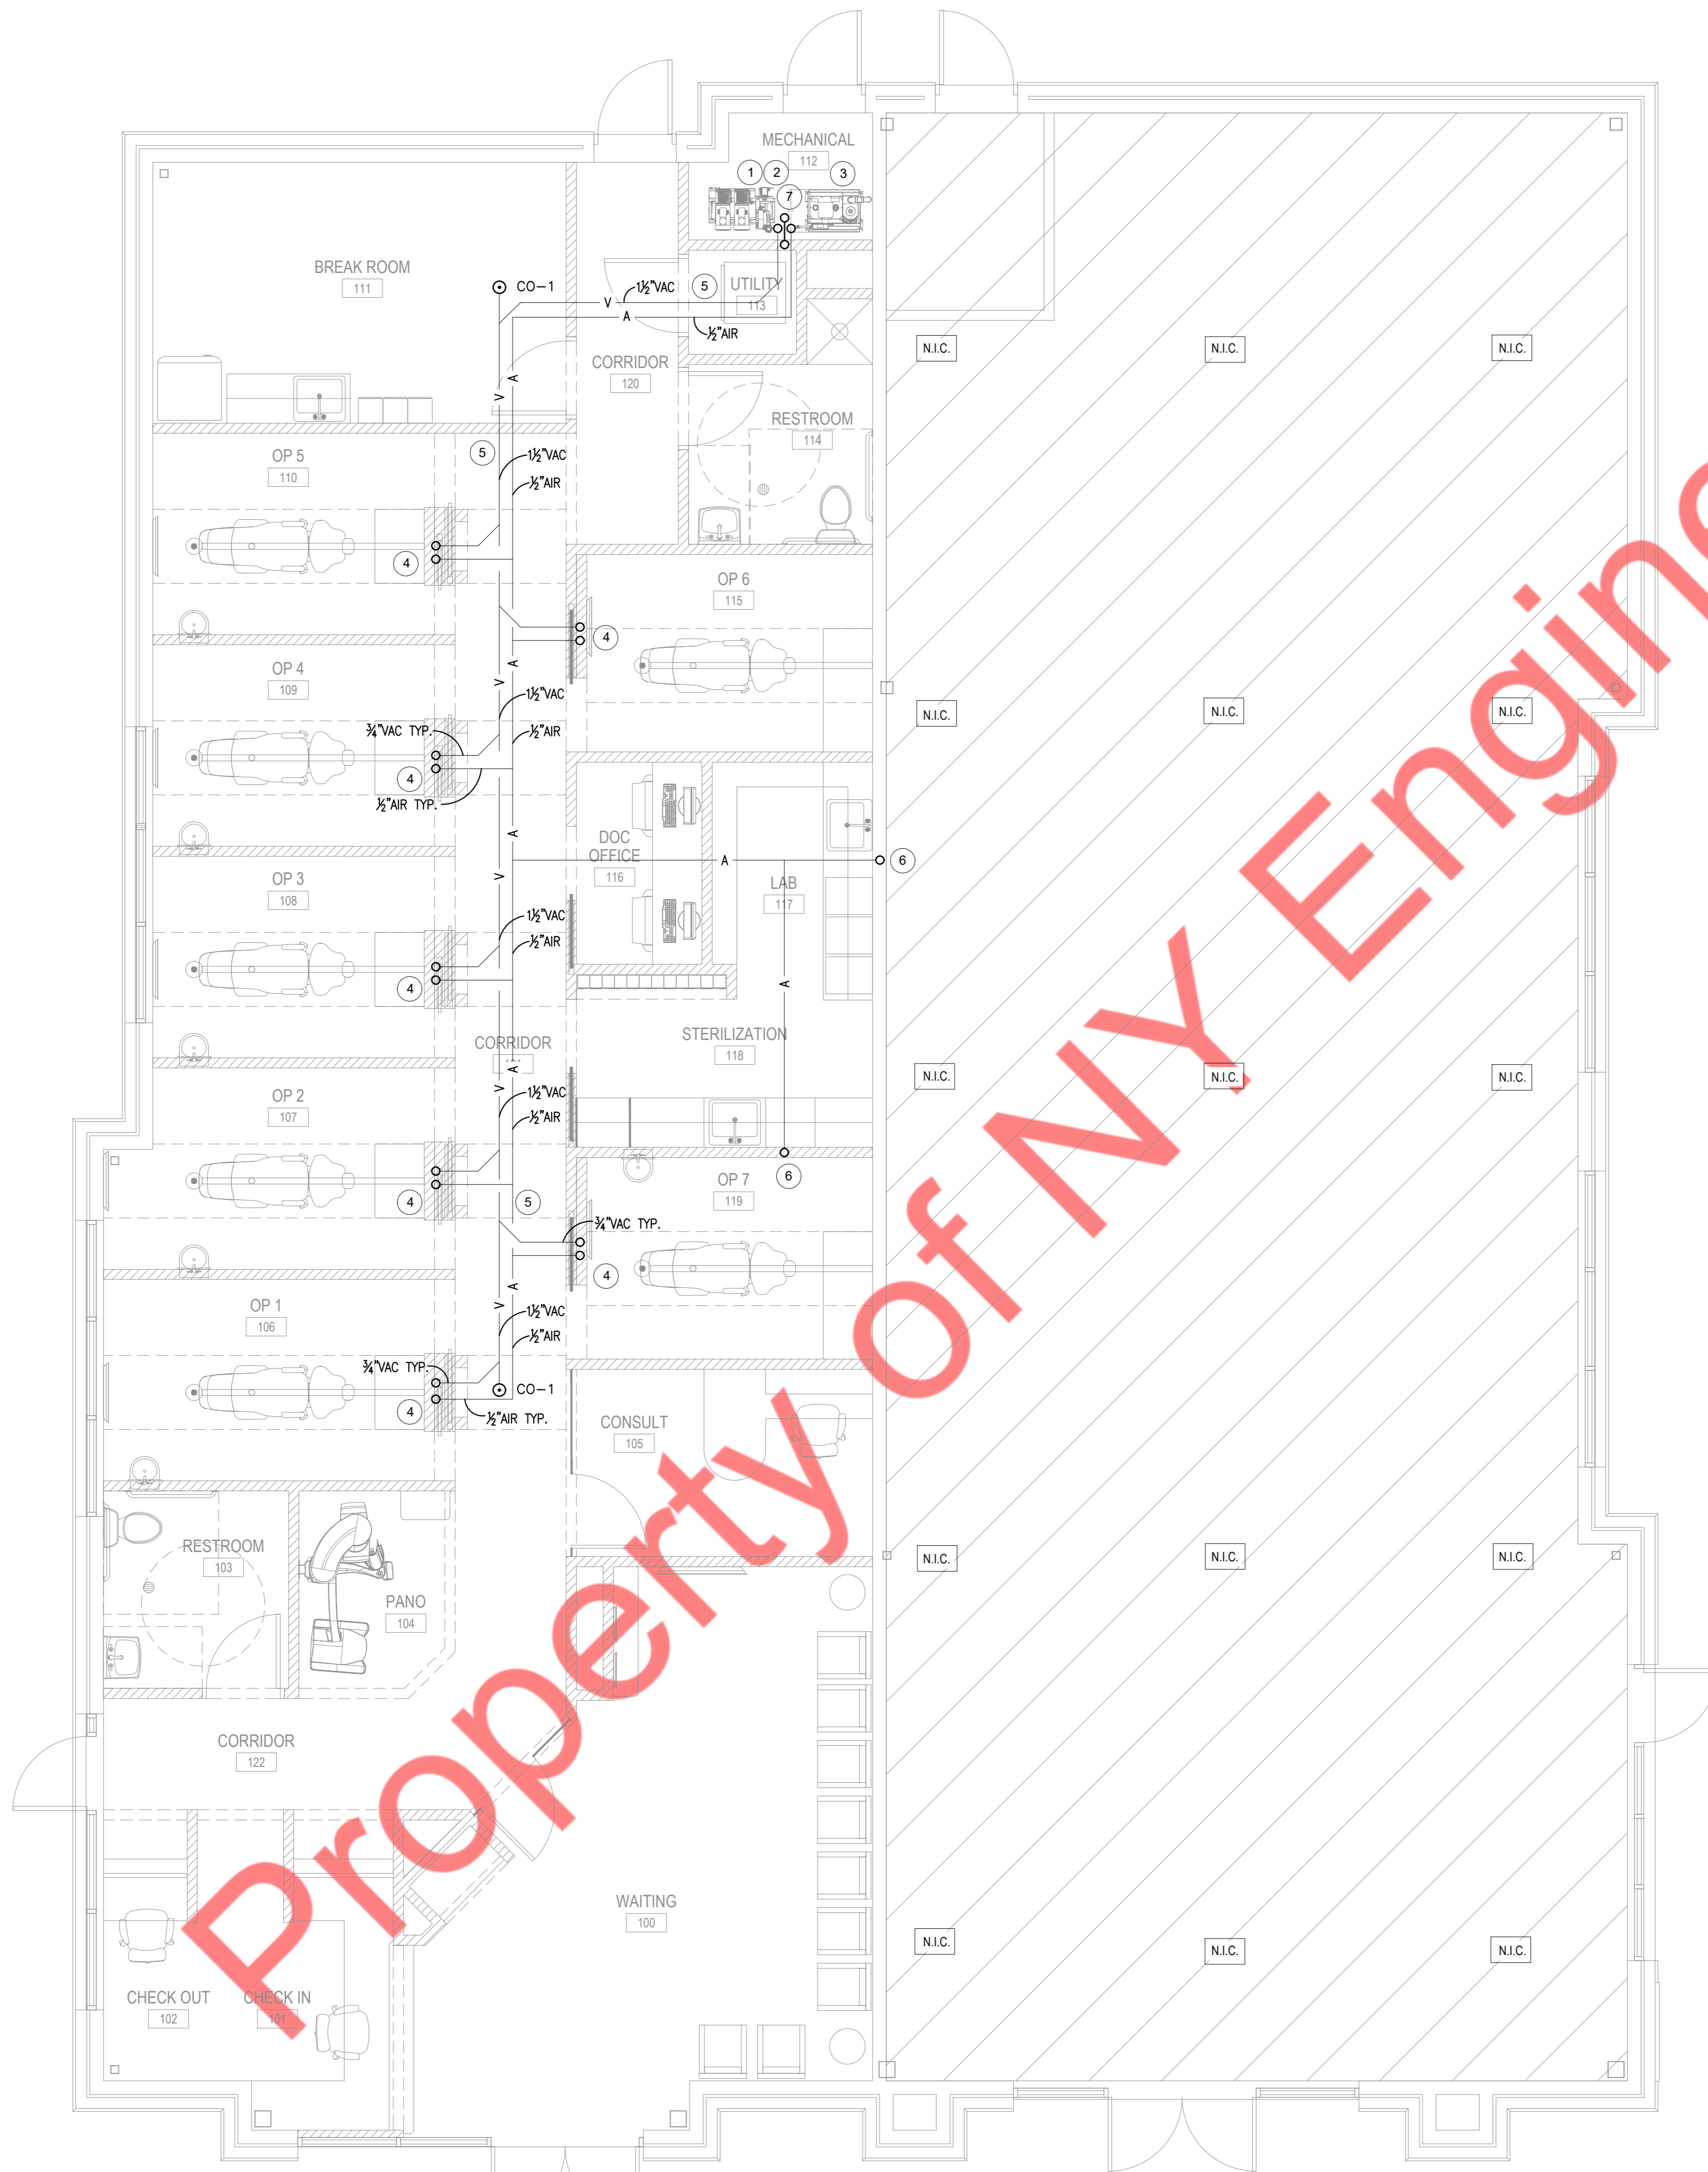 MECHANICAL
112
1
2
3
7
BREAK ROOM
111
CO-1
1½"VAC
5
UTILITY
113
V
A
½"AIR
N.I.C.
N.I.C.
N.I.C.
CORRIDOR
120
A
V
RESTROOM
114
OP 5
110
5
1½"VAC
½"AIR
4
OP 6
115
4
OP 4
109
A
V
1½"VAC
¾"VAC TYP.
½"AIR
4
½"AIR TYP.
N.I.C.
N.I.C.
N.I.C.
A
DOC
OFFICE
116
A
6
V
OP 3
108
LAB
117
1½"VAC
½"AIR
4
A
STERILIZATION
118
CORRIDOR
A
V
N.I.C.
N.I.C.
N.I.C.
OP 2
107
1½"VAC
½"AIR
4
5
6
OP 7
119
¾"VAC TYP.
4
A
V
OP 1
106
1½"VAC
½"AIR
¾"VAC TYP.
CO-1
4
½"AIR TYP.
CONSULT
105
RESTROOM
103
PANO
104
N.I.C.
N.I.C.
N.I.C.
CORRIDOR
122
WAITING
100
N.I.C.
N.I.C.
N.I.C.
CHECK OUT
102
CHECK IN
101
Property of NY Engine